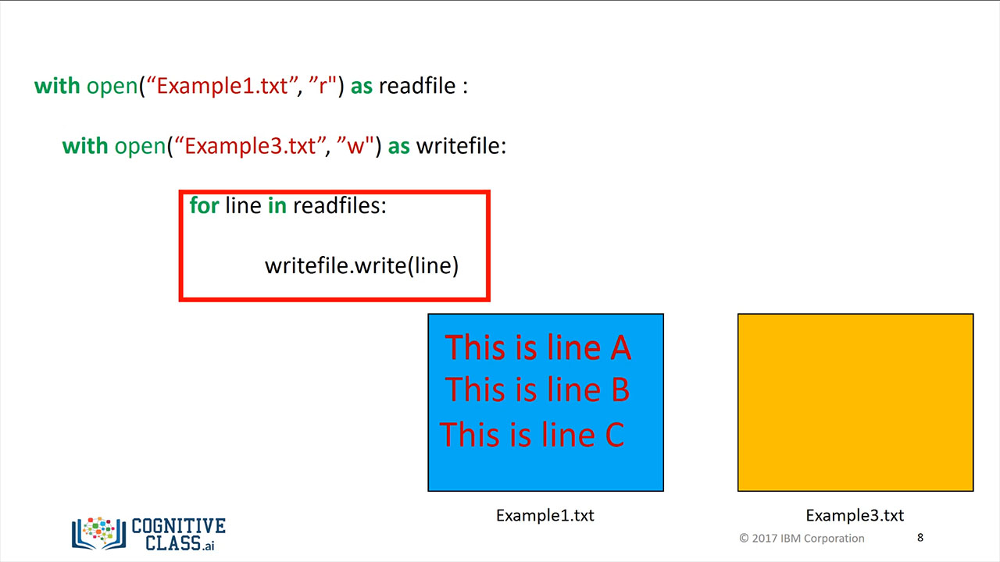 with open(“Example1.txt”, ”r") as readfile :
with open(“Example3.txt”, ”w") as writefile:
for line in readfiles:
writefile.write(line)
This is line A
This is line B
This is line C
Example1.txt
Example3.txt
COGNITIVE
CLASS.ai
© 2017 IBM Corporation
8